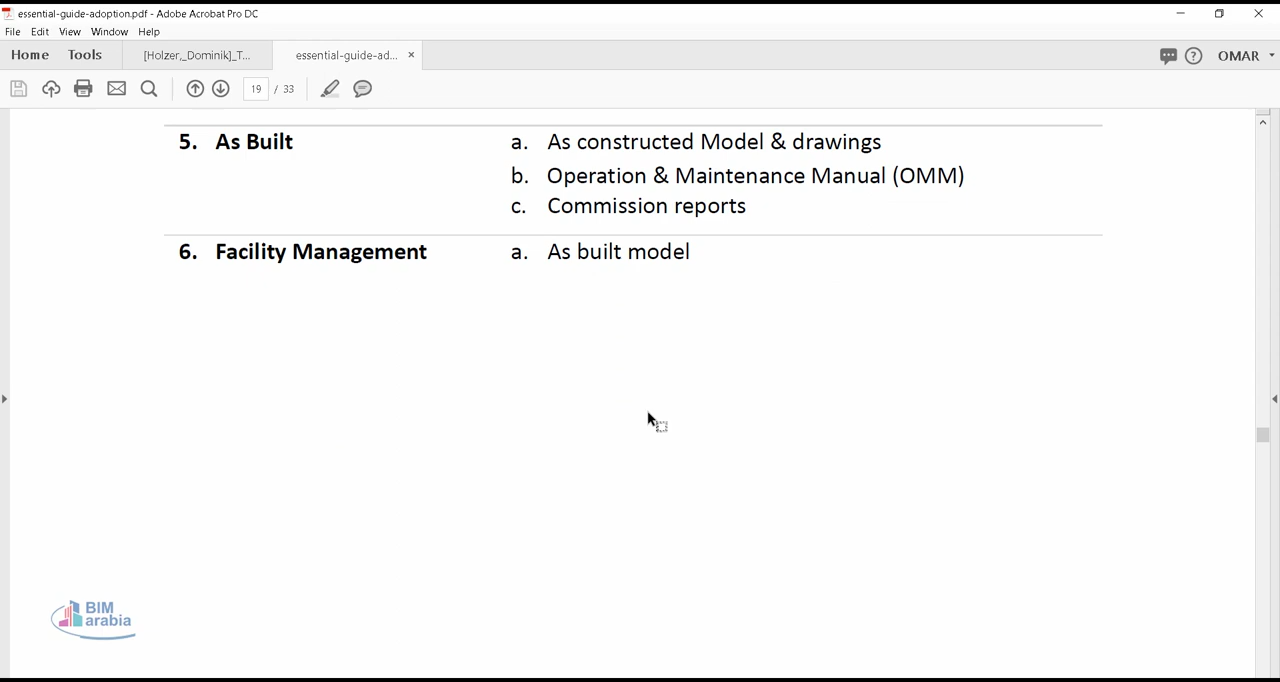 essential-guide-adoption.pdf - Adobe Acrobat Pro DC
File Edit View Window Help
Home Tools [Holzer,_Dominik]_T... essential-guide-ad... × OMAR
19 / 33
5. As Built a. As constructed Model & drawings
b. Operation & Maintenance Manual (OMM)
c. Commission reports
6. Facility Management a. As built model
BIM
arabia